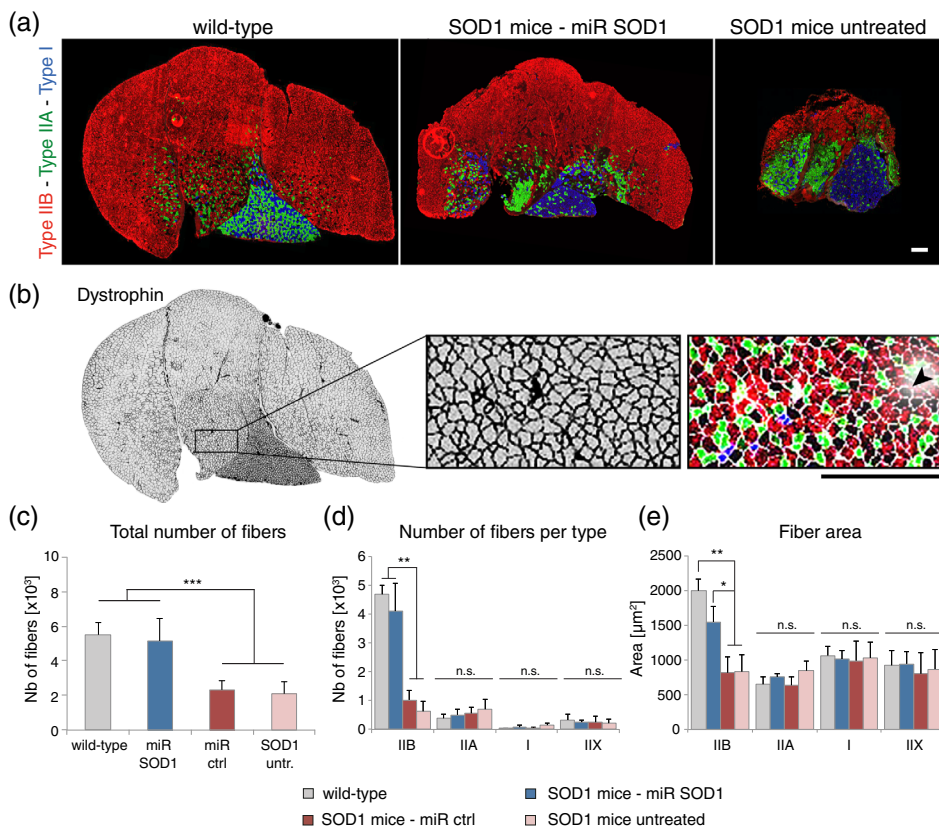 (a)
wild-type
SOD1 mice - miR SOD1
SOD1 mice untreated
Type IIB - Type IIA - Type I
(b)
Dystrophin
(c)
Total number of fibers
Nb of fibers [x10³]
10
8
6
4
2
0
***
wild-type
miR SOD1
miR ctrl
SOD1 untr.
(d)
Number of fibers per type
Nb of fibers [x10³]
6
5
4
3
2
1
0
**
n.s.
n.s.
n.s.
IIB
IIA
I
IIX
(e)
Fiber area
Area [µm²]
2500
2000
1500
1000
500
0
**
*
n.s.
n.s.
n.s.
IIB
IIA
I
IIX
wild-type
SOD1 mice - miR SOD1
SOD1 mice - miR ctrl
SOD1 mice untreated